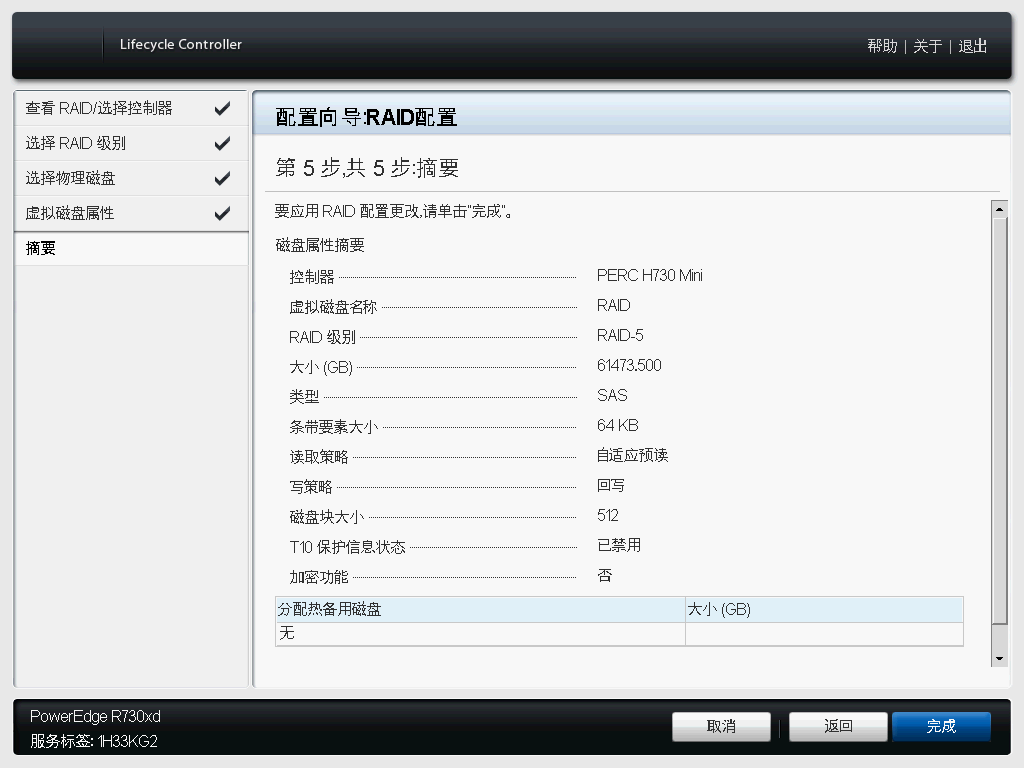 Lifecycle Controller
帮助 | 关于 | 退出
查看 RAID/选择控制器
选择 RAID 级别
选择物理磁盘
虚拟磁盘属性
摘要
配置向导:RAID配置
第 5 步,共 5 步:摘要
要应用 RAID 配置更改,请单击"完成"。
磁盘属性摘要
控制器 PERC H730 Mini
虚拟磁盘名称 RAID
RAID 级别 RAID-5
大小 (GB) 61473.500
类型 SAS
条带要素大小 64 KB
读取策略 自适应预读
写策略 回写
磁盘块大小 512
T10 保护信息状态 已禁用
加密功能 否
分配热备用磁盘 大小 (GB)
无
PowerEdge R730xd
服务标签: 1H33KG2
取消 返回 完成